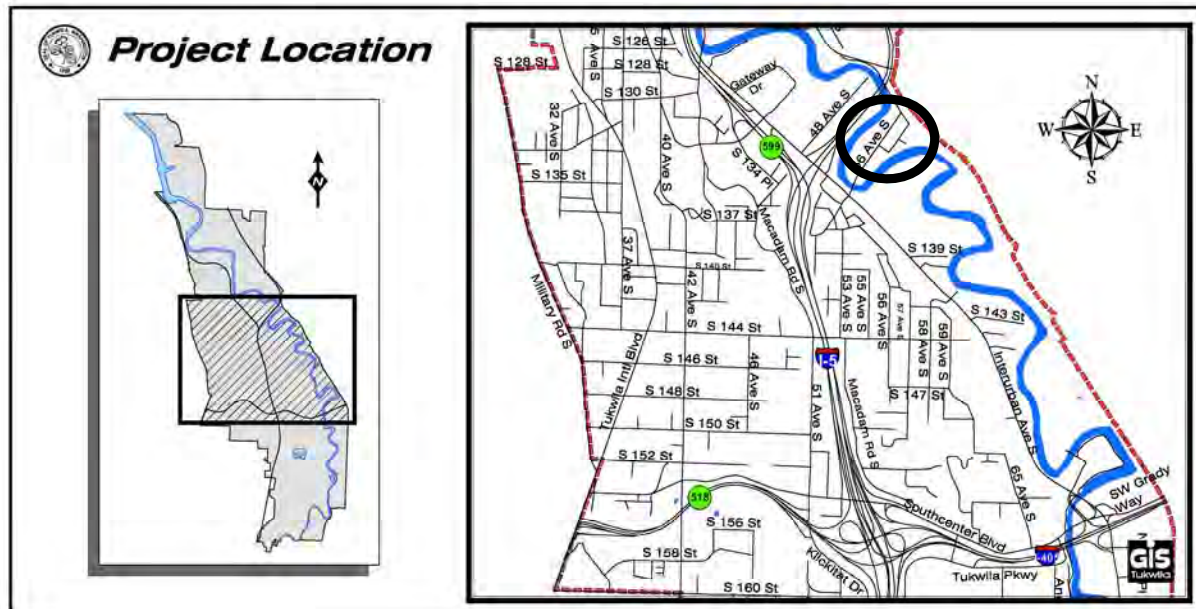 Project Location
N
N
W
E
S
S 126 St
S 128 St
S 128 St
S 130 St
Gateway
Dr
48 Ave S
32 Ave S
40 Ave S
599
S 134 Pl
S 135 St
S 137 St
Macadam Rd S
S 139 St
37 Ave S
42 Ave S
S 140 St
Military Rd S
53 Ave S
55 Ave S
56 Ave S
57 Ave S
58 Ave S
59 Ave S
S 143 St
S 144 St
Interurban Ave S
S 146 St
46 Ave S
I-5
Tukwila Intl Blvd
S 148 St
51 Ave S
Macadam Rd S
S 147 St
S 150 St
S 152 St
65 Ave S
SW Grady
Way
518
Southcenter Blvd
S 156 St
S 158 St
Klickitat Dr
Tukwila Pkwy
S 160 St
GIS
Tukwila